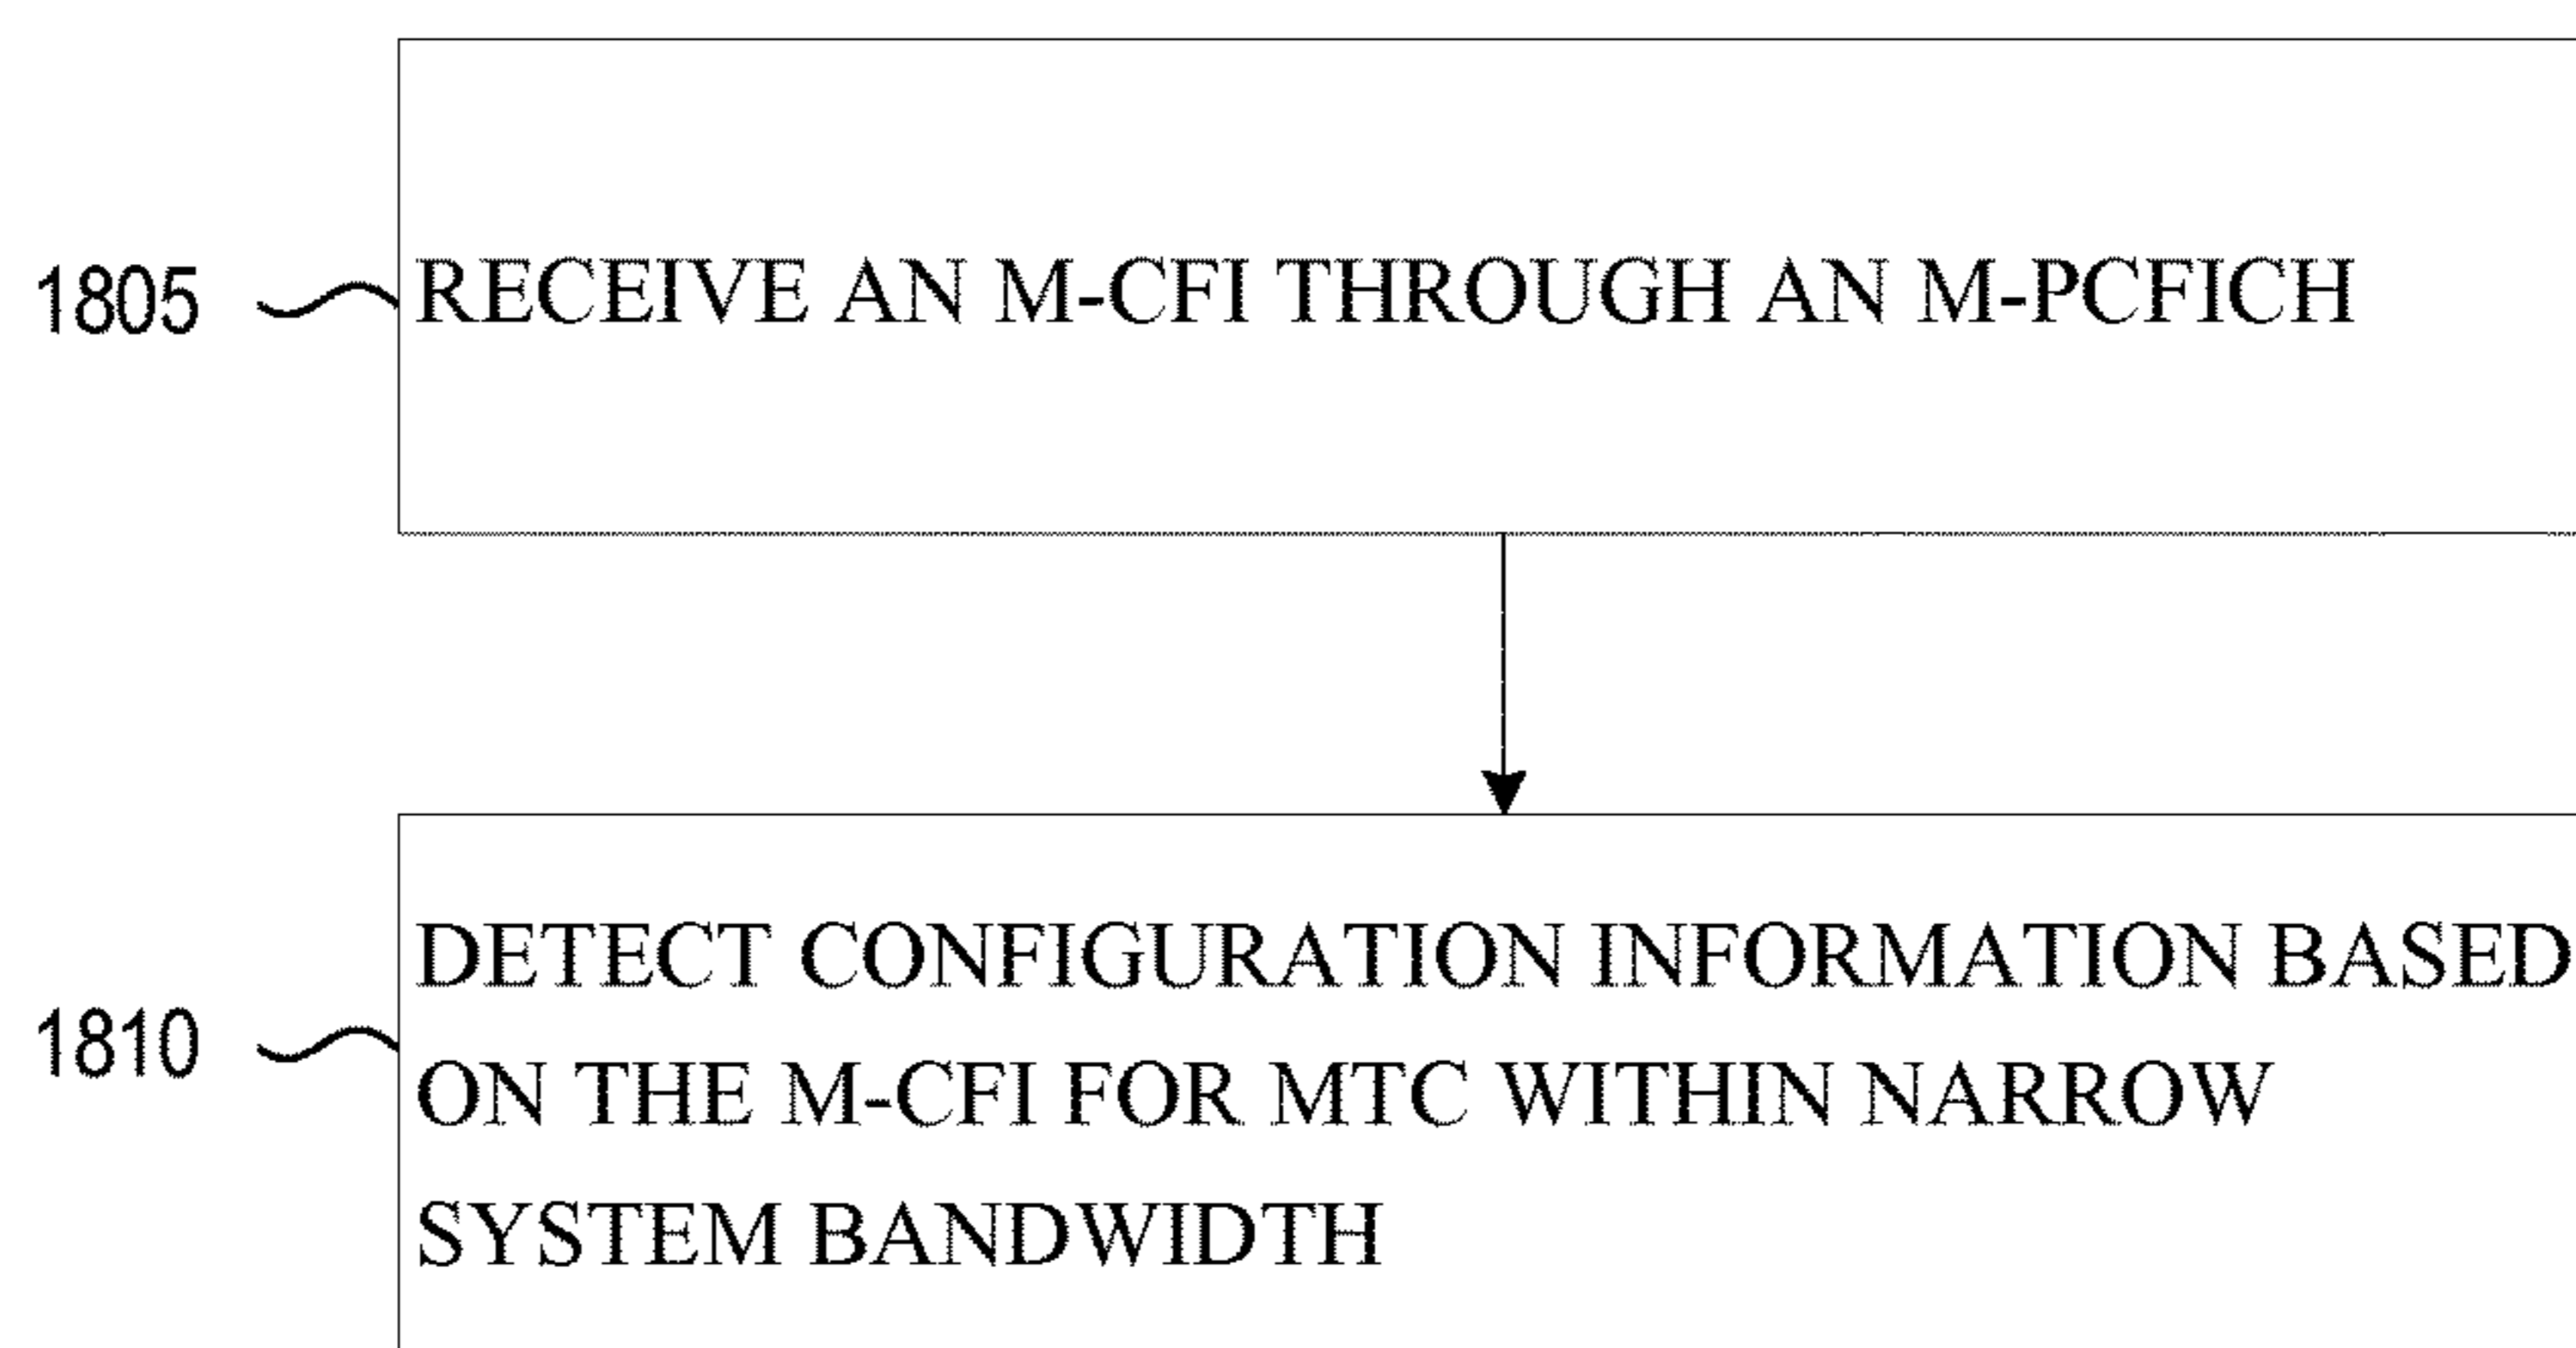 1805
RECEIVE AN M-CFI THROUGH AN M-PCFICH
1810
DETECT CONFIGURATION INFORMATION BASED
ON THE M-CFI FOR MTC WITHIN NARROW
SYSTEM BANDWIDTH